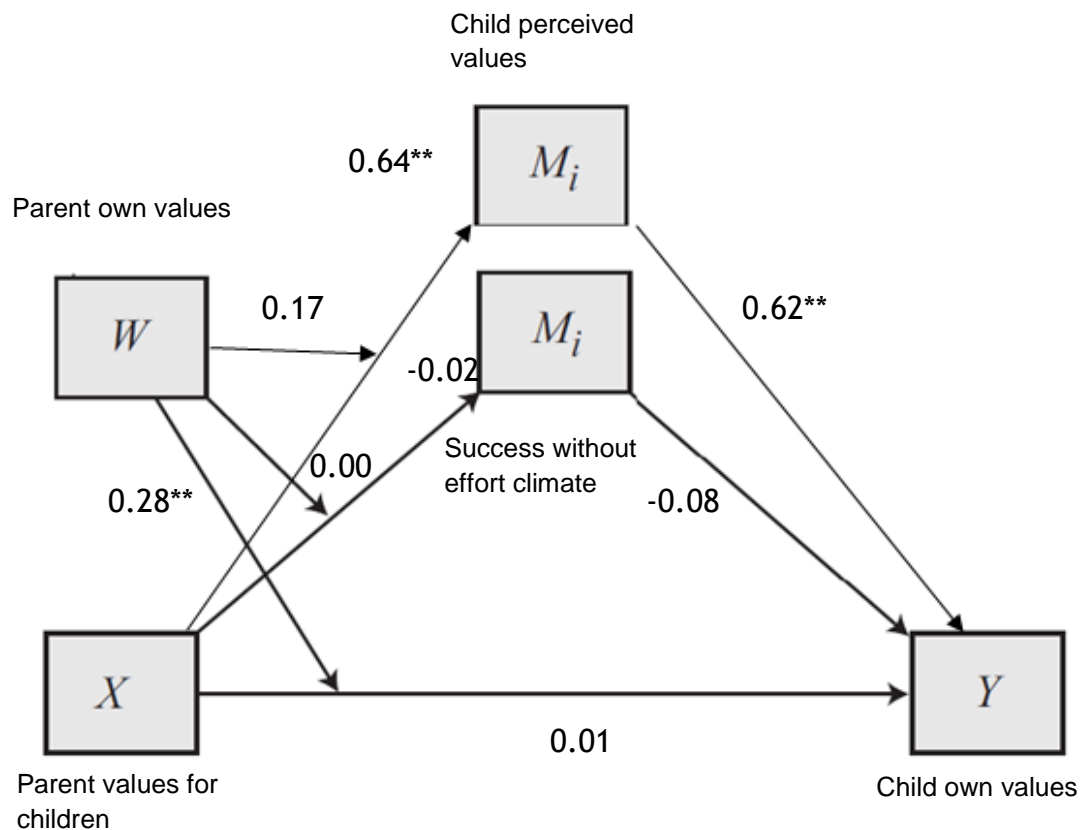 Child perceived
values
0.64**
M_i
Parent own values
W
0.17
M_i
0.62**
-0.02
Success without
effort climate
0.00
0.28**
-0.08
X
Y
0.01
Parent values for
children
Child own values